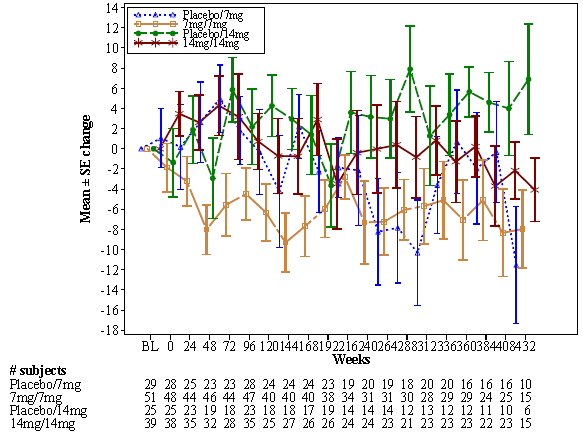 14
12
10
8
6
4
2
0
-2
-4
-6
-8
-10
-12
-14
-16
-18
Mean ± SE change
Placebo/7mg
7mg/7mg
Placebo/14mg
14mg/14mg
BL 0 24 48 72 96 120 144 168 192 216 240 264 288 312 336 360 384 408 432
Weeks
# subjects
Placebo/7mg 29 28 25 23 23 28 24 24 24 23 19 20 19 18 20 20 16 16 16 10
7mg/7mg 51 48 44 46 44 47 40 40 40 38 34 31 31 30 28 29 29 24 25 15
Placebo/14mg 25 25 23 19 18 23 18 18 17 19 14 14 14 12 13 12 12 11 10 6
14mg/14mg 39 38 35 32 28 35 25 27 26 26 24 24 23 21 23 23 23 22 23 15